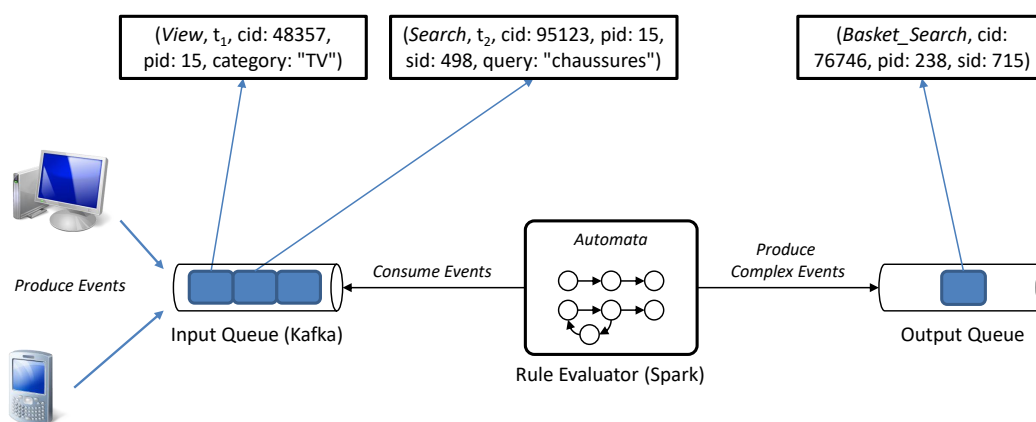 (View, t₁, cid: 48357,
pid: 15, category: "TV")
(Search, t₂, cid: 95123, pid: 15,
sid: 498, query: "chaussures")
(Basket_Search, cid:
76746, pid: 238, sid: 715)
Produce Events
Input Queue (Kafka)
Consume Events
Automata
Rule Evaluator (Spark)
Produce
Complex Events
Output Queue